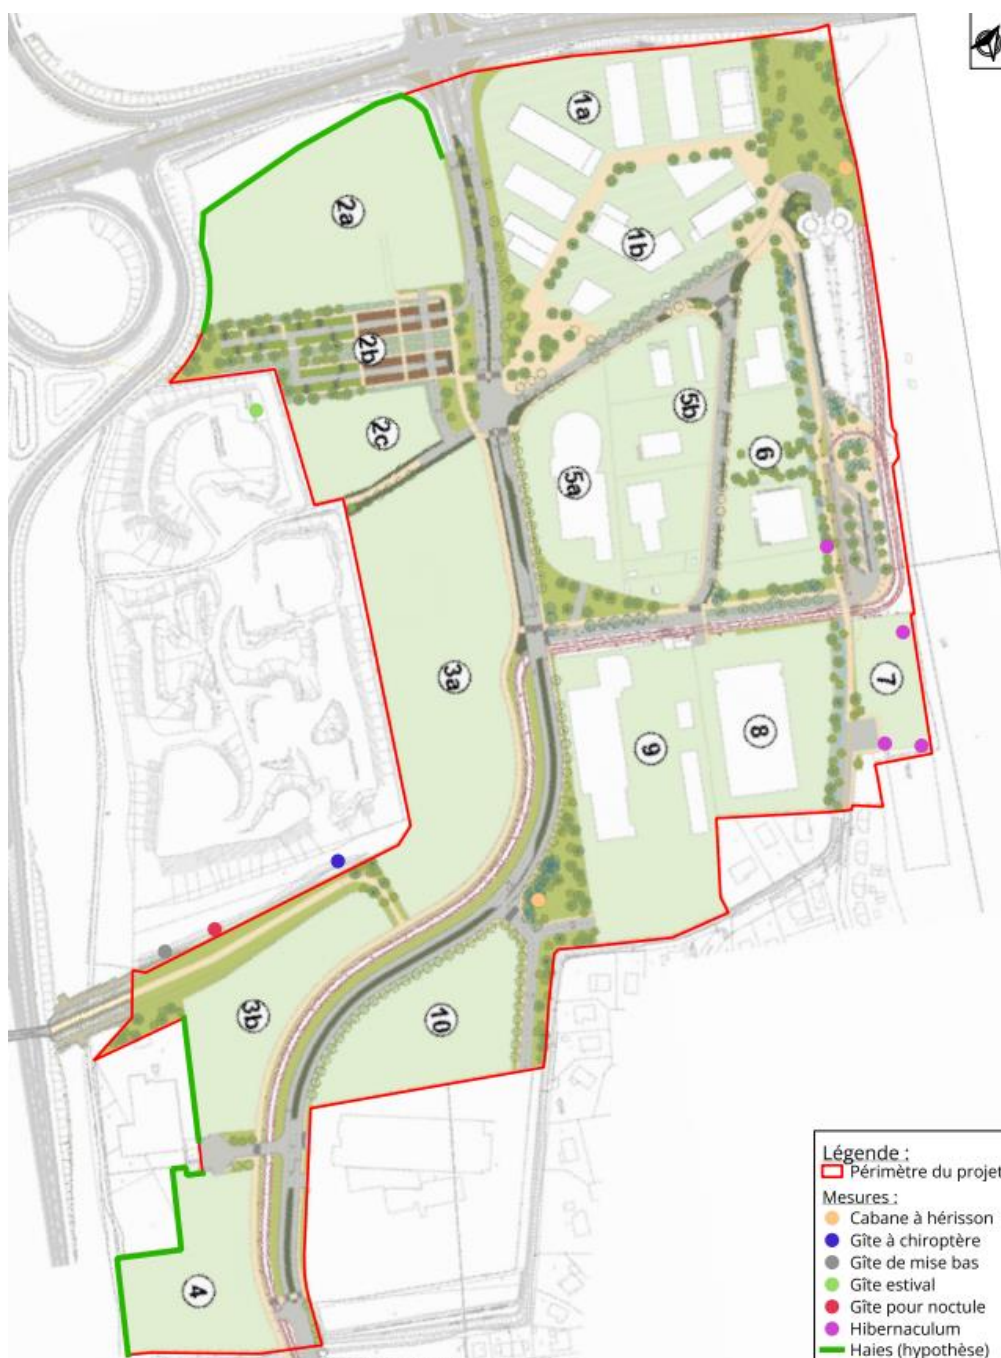 1a
1b
2a
2b
2c
5b
5a
6
3a
7
8
9
3b
10
4
Légende :
Périmètre du projet
Mesures :
Cabane à hérisson
Gîte à chiroptère
Gîte de mise bas
Gîte estival
Gîte pour noctule
Hibernaculum
Haies (hypothèse)